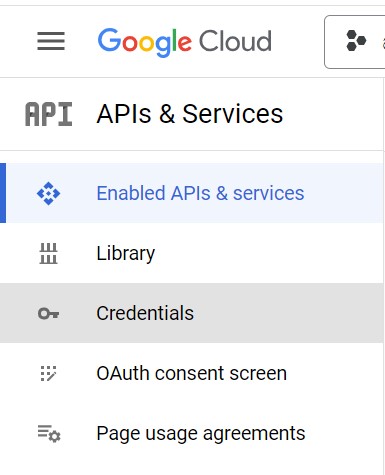 Google Cloud
API APIs & Services
Enabled APIs & services
Library
Credentials
OAuth consent screen
Page usage agreements